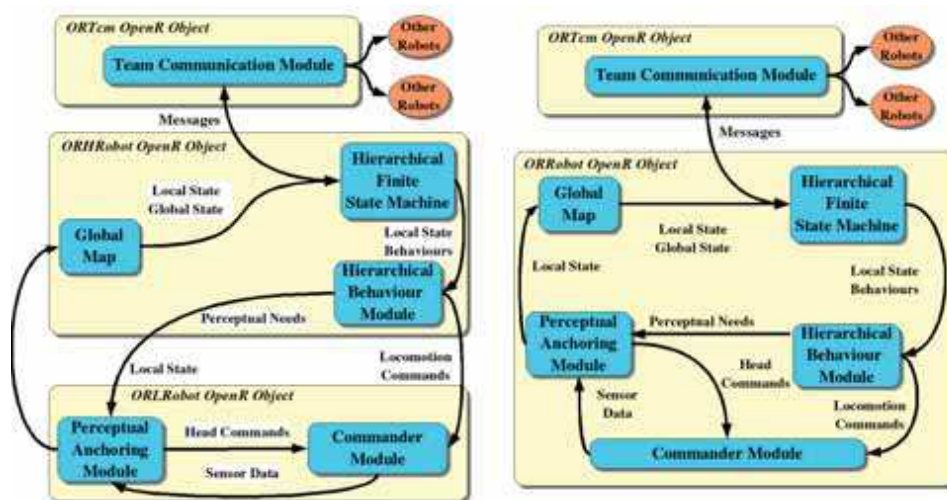 ORTcm OpenR Object
Team Communication Module
Other
Robots
Other
Robots
Messages
ORHRobot OpenR Object
Hierarchical
Finite
State Machine
Local State
Global State
Global
Map
Local State
Behaviours
Hierarchical
Behaviour
Module
Perceptual Needs
Local State
Locomotion
Commands
ORLRobot OpenR Object
Perceptual
Anchoring
Module
Head Commands
Commander
Module
Sensor Data
ORTcm OpenR Object
Team Communication Module
Other
Robots
Other
Robots
Messages
ORRobot OpenR Object
Global
Map
Hierarchical
Finite
State Machine
Local State
Global State
Local State
Local State
Behaviours
Perceptual
Anchoring
Module
Perceptual Needs
Hierarchical
Behaviour
Module
Head
Commands
Sensor
Data
Locomotion
Commands
Commander Module